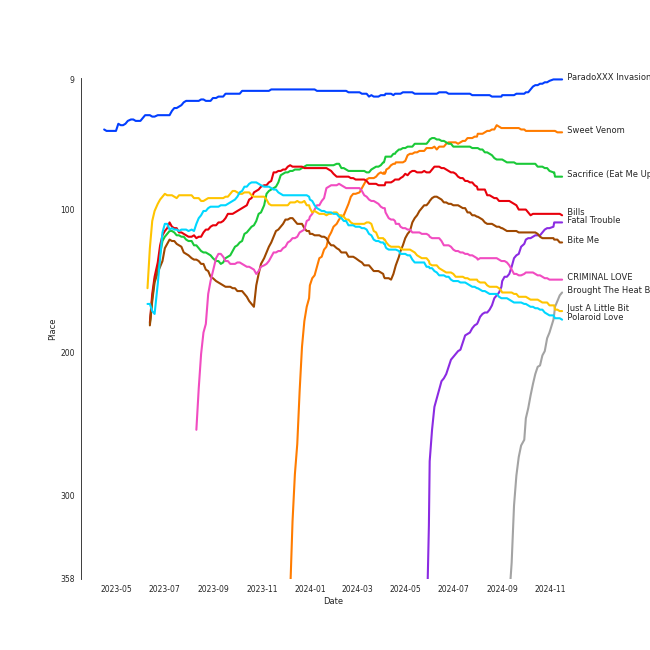 9
ParadoXXX Invasion
Sweet Venom
Sacrifice (Eat Me Up
100
Bills
Fatal Trouble
Bite Me
CRIMINAL LOVE
Brought The Heat B
Just A Little Bit
Polaroid Love
200
300
358
Place
2023-05 2023-07 2023-09 2023-11 2024-01 2024-03 2024-05 2024-07 2024-09 2024-11
Date